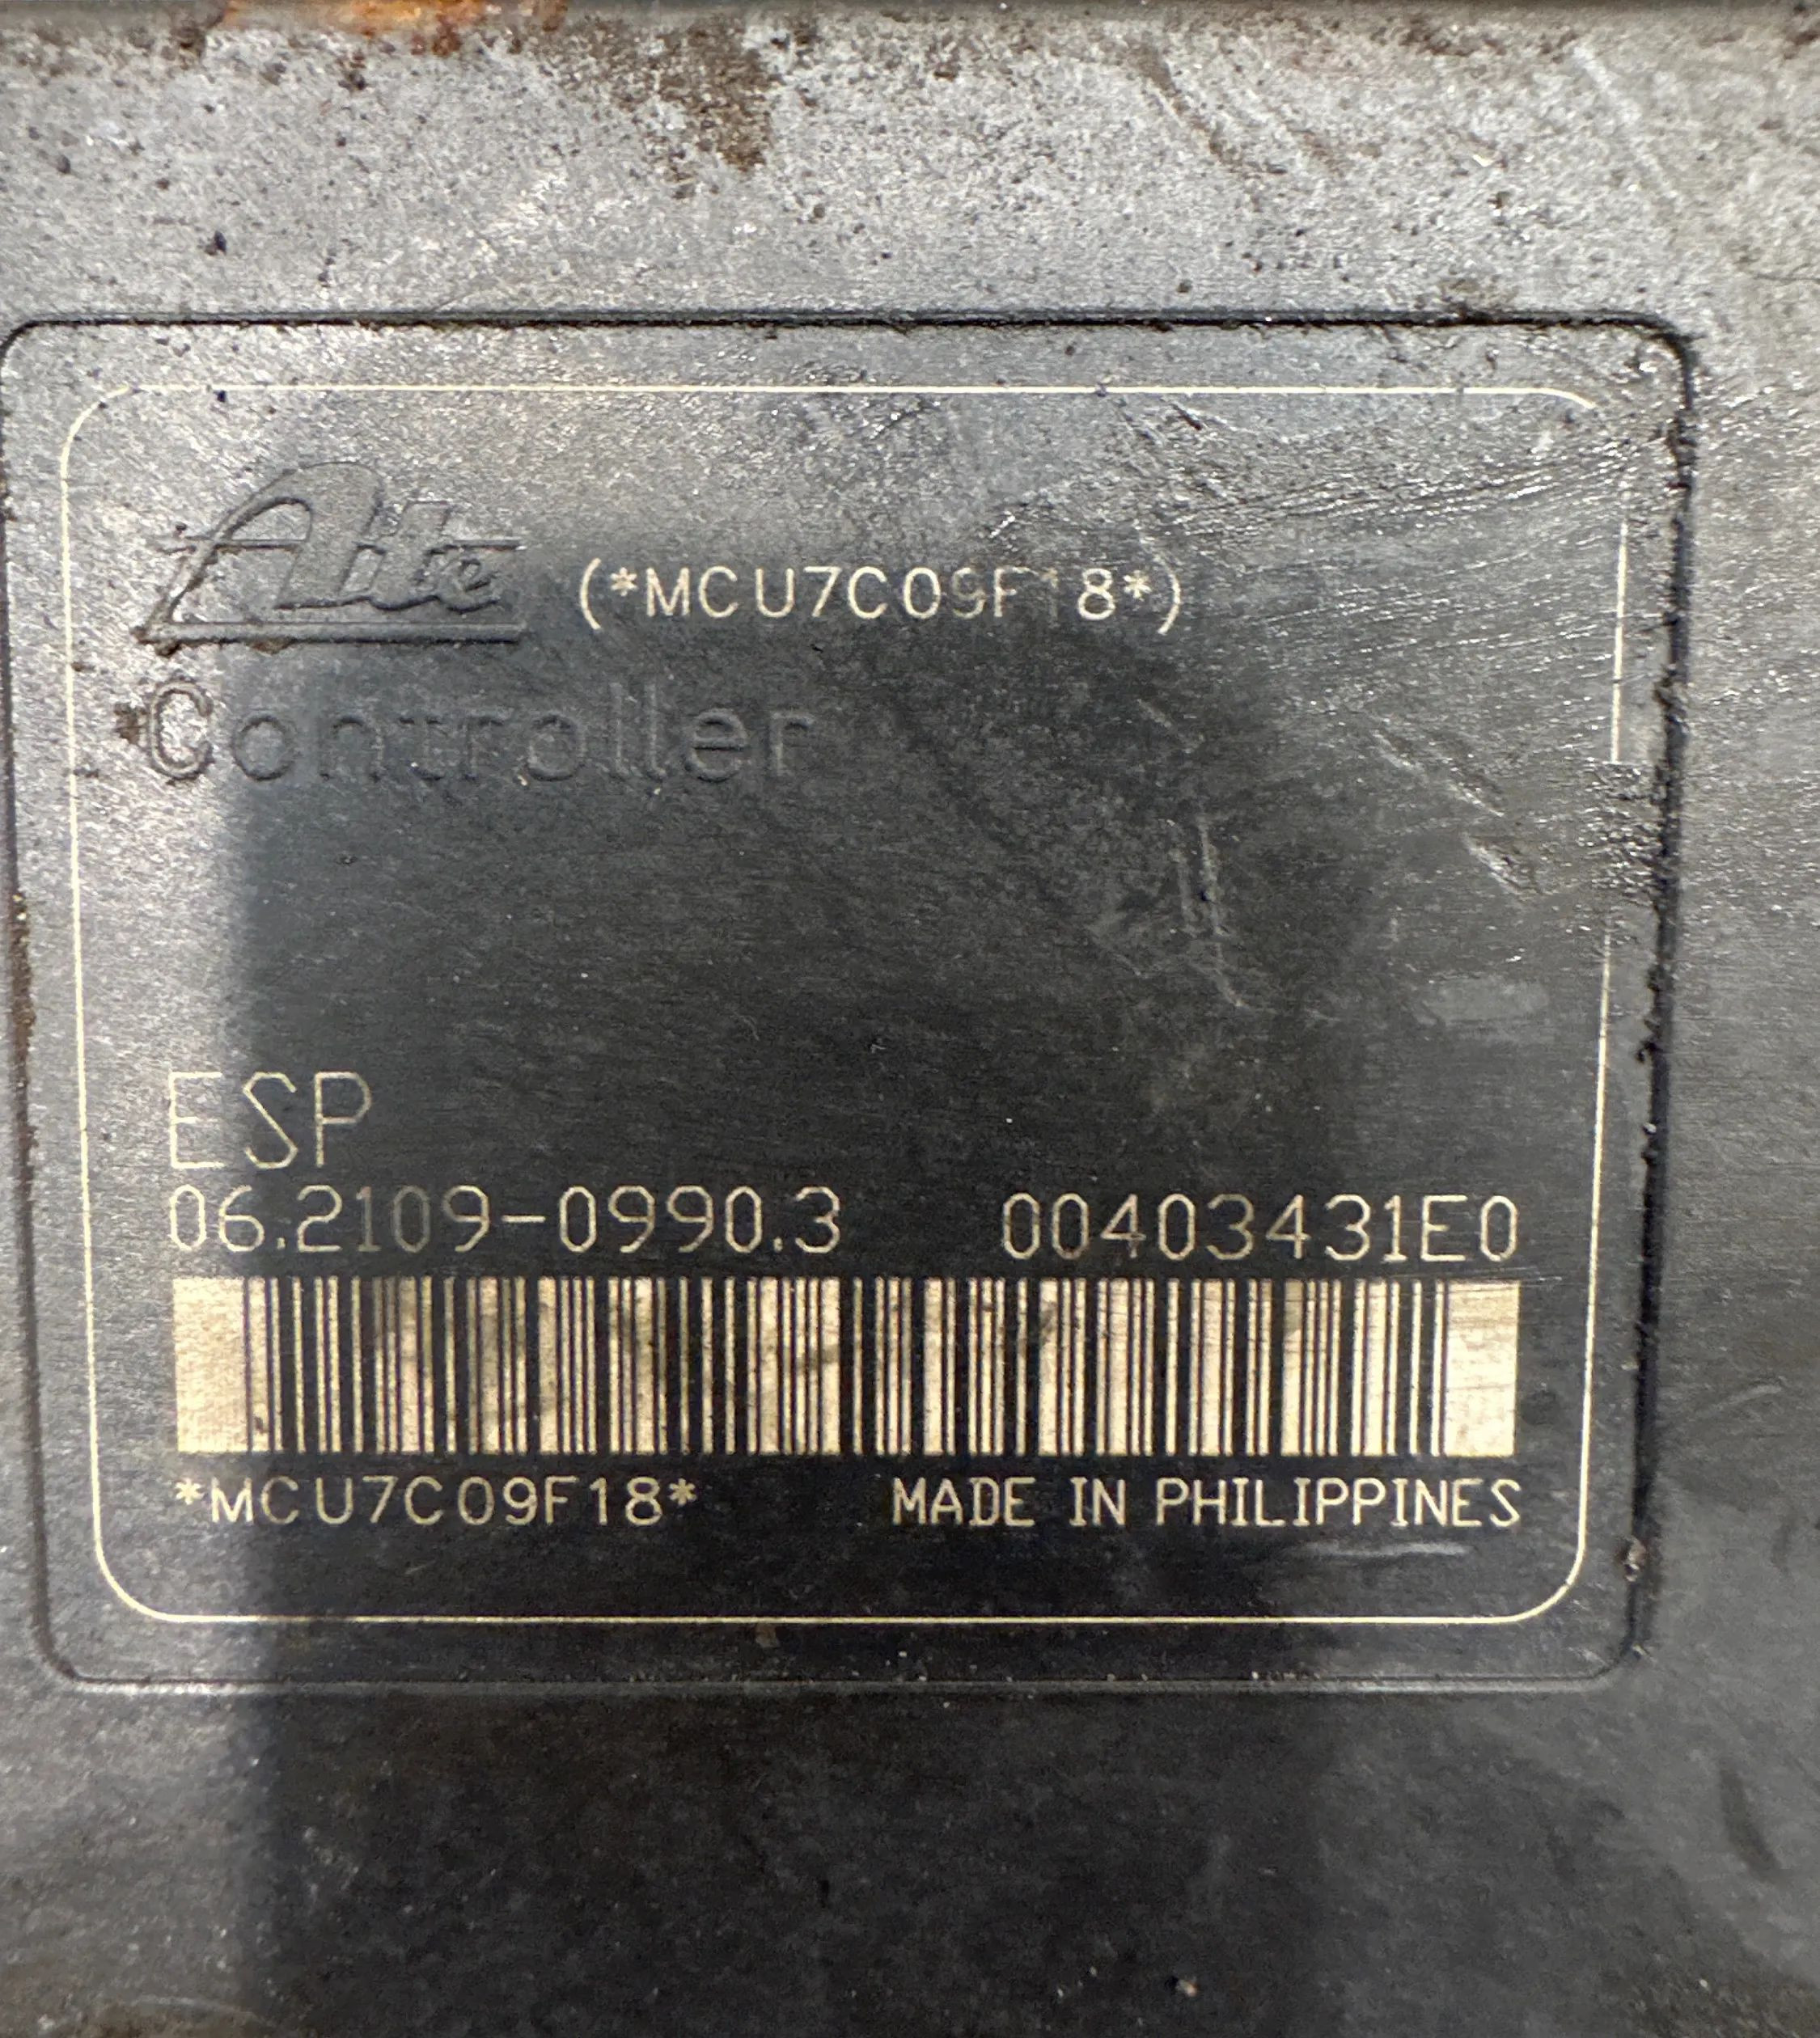 Ate (*MCU7C09F18*)
Controller
ESP
06.2109-0990.3 00403431E0
*MCU7C09F18* MADE IN PHILIPPINES